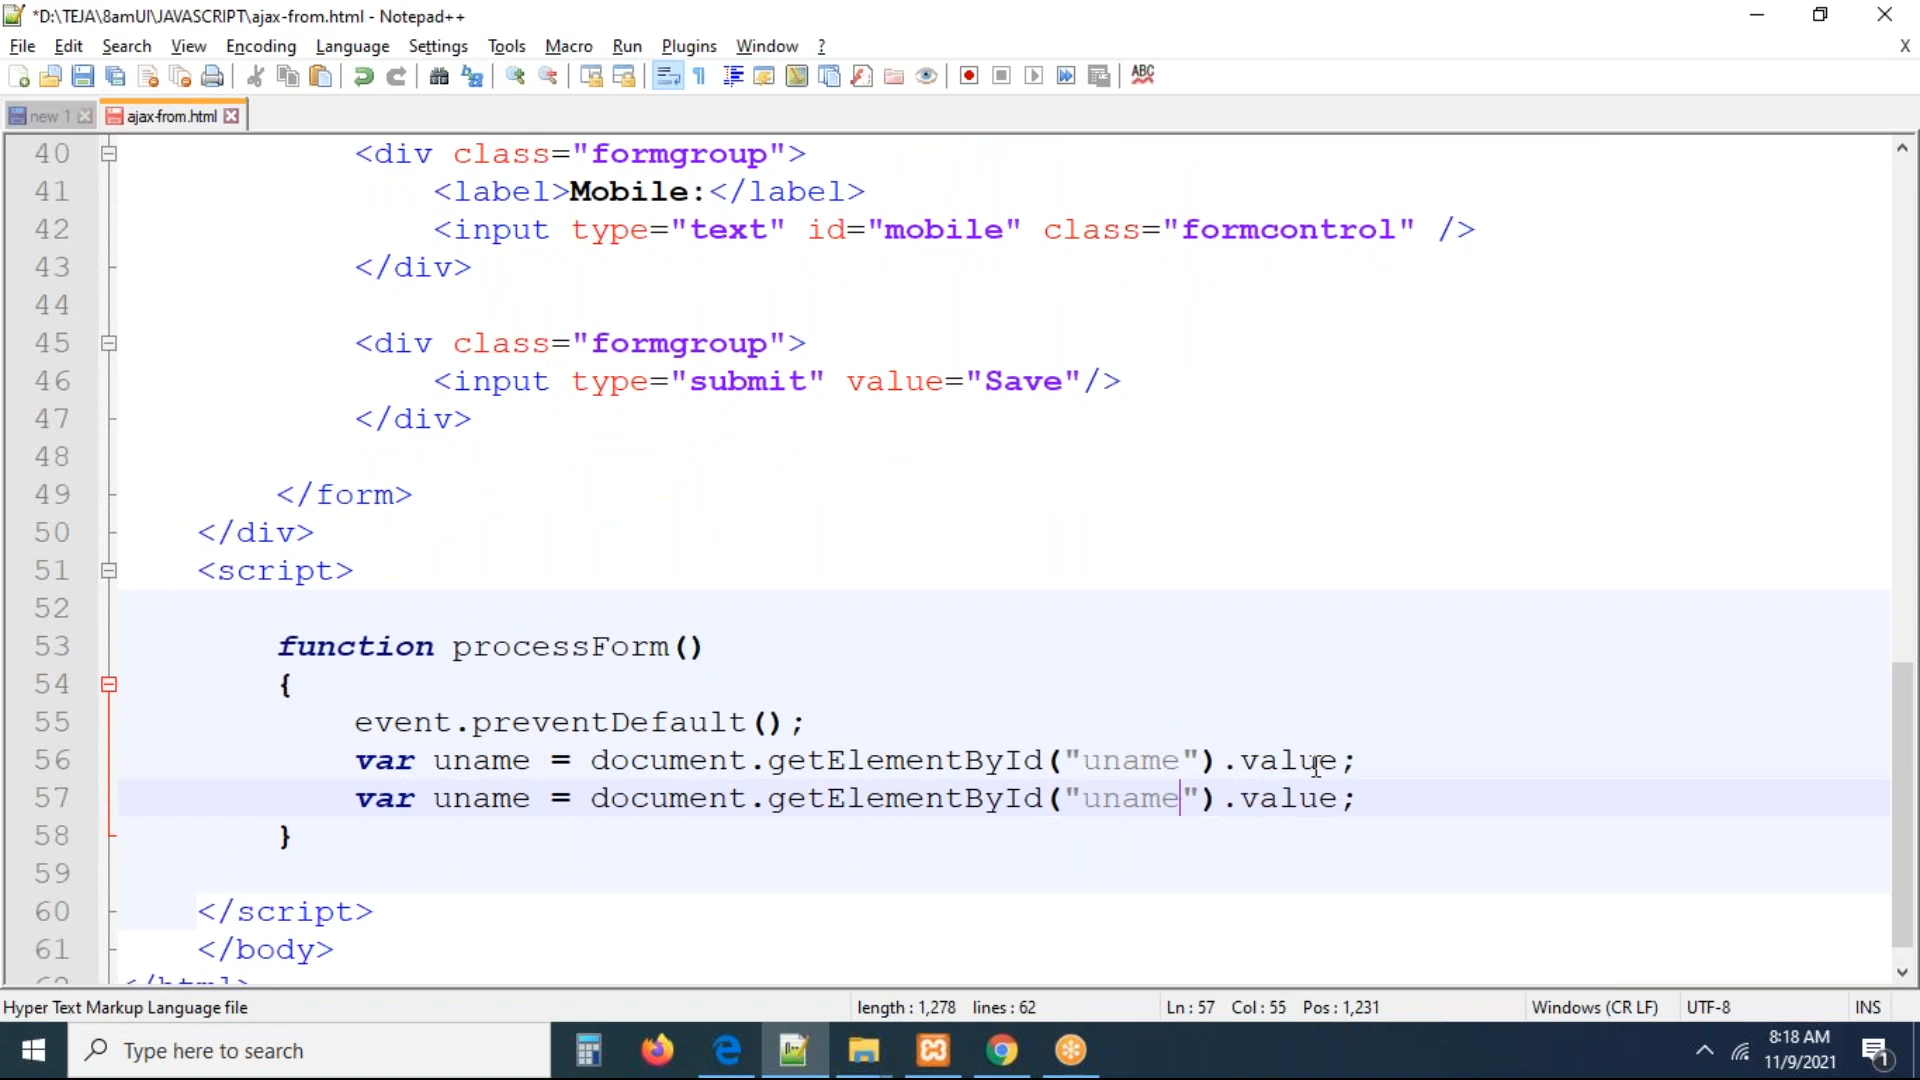 *D:\TEJA\8amUI\JAVASCRIPT\ajax-from.html - Notepad++
File Edit Search View Encoding Language Settings Tools Macro Run Plugins Window ? X
ABC
new 1 ajax-from.html
40 <div class="formgroup">
41 <label>Mobile:</label>
42 <input type="text" id="mobile" class="formcontrol" />
43 </div>
44
45 <div class="formgroup">
46 <input type="submit" value="Save"/>
47 </div>
48
49 </form>
50 </div>
51 <script>
52
53 function processForm()
54 {
55 event.preventDefault();
56 var uname = document.getElementById("uname").value;
57 var uname = document.getElementById("uname").value;
58 }
59
60 </script>
61 </body>
62 </html>
Hyper Text Markup Language file length : 1,278 lines : 62 Ln : 57 Col : 55 Pos : 1,231 Windows (CR LF) UTF-8 INS
Type here to search
8:18 AM
11/9/2021
1